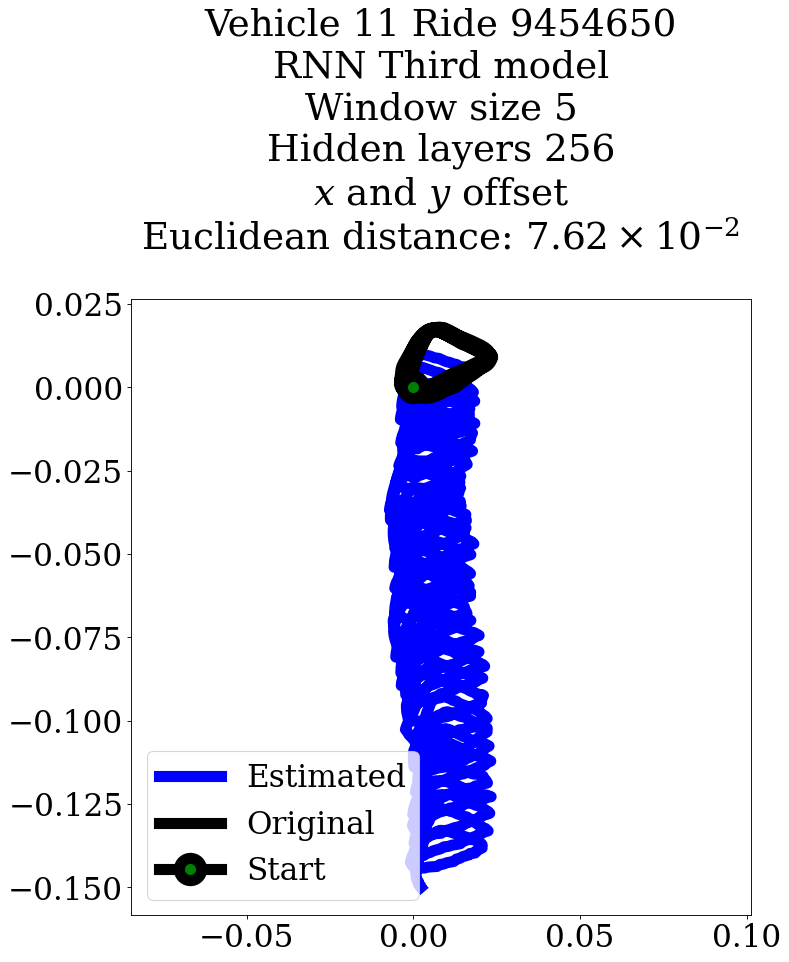 Vehicle 11 Ride 9454650
RNN Third model
Window size 5
Hidden layers 256
x and y offset
Euclidean distance: 7.62 × 10⁻²
0.025
0.000
−0.025
−0.050
−0.075
−0.100
−0.125
−0.150
Estimated
Original
Start
−0.05
0.00
0.05
0.10